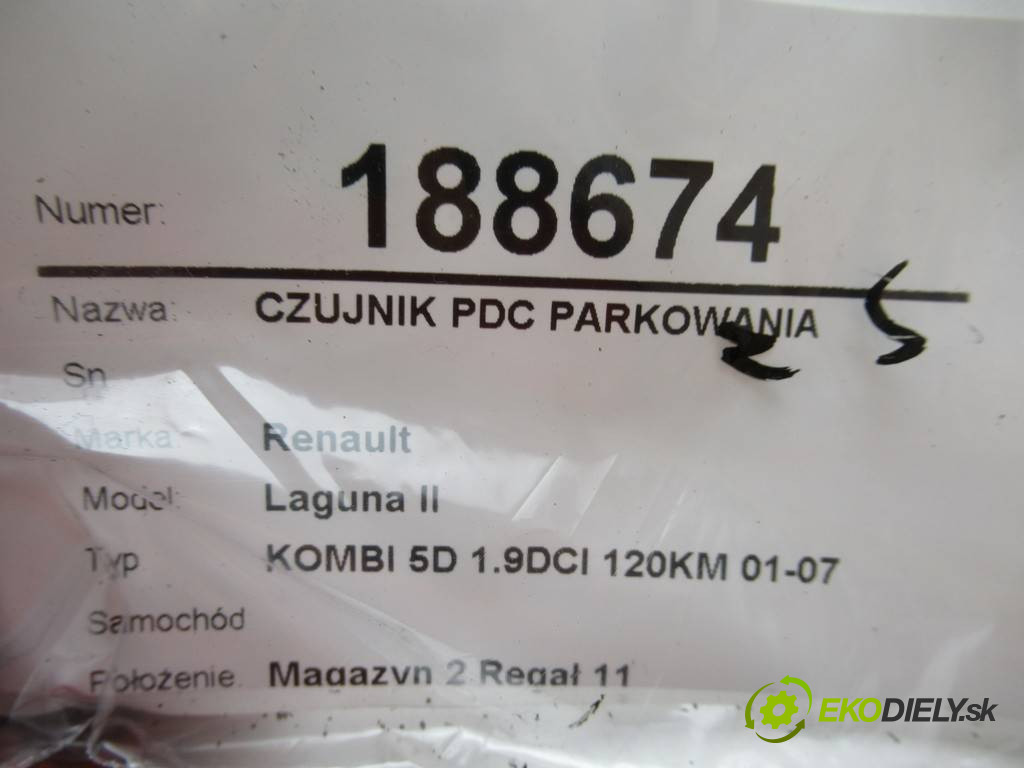 Numer: 188674
Nazwa: CZUJNIK PDC PARKOWANIA
Sn
Marka: Renault
Model: Laguna II
Typ KOMBI 5D 1.9DCI 120KM 01-07
Samochód
Położenie Magazyn 2 Regał 11
EKODIELY.sk